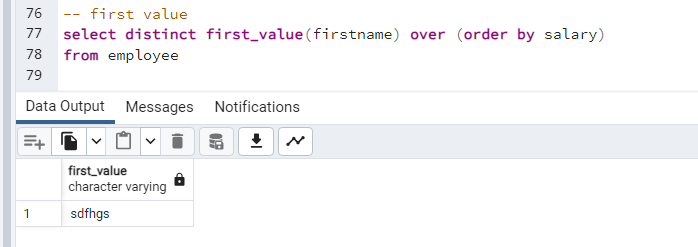 76 -- first value
77 select distinct first_value(firstname) over (order by salary)
78 from employee
79
Data Output Messages Notifications
first_value
character varying
1 sdfhgs